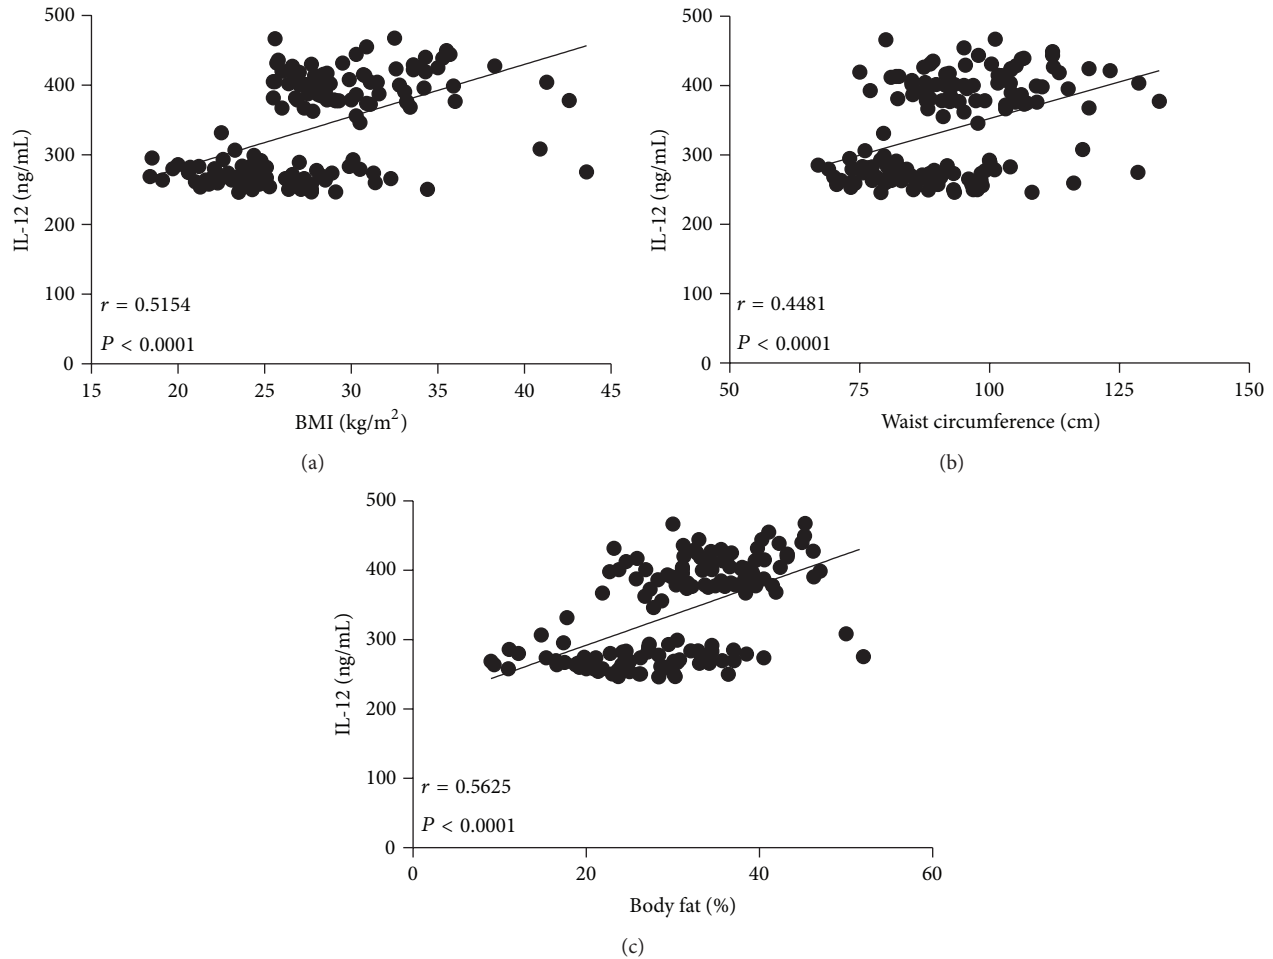 500
400
300
200
100
0
IL-12 (ng/mL)
r = 0.5154
P < 0.0001
15 20 25 30 35 40 45
BMI (kg/m²)
(a)
500
400
300
200
100
0
IL-12 (ng/mL)
r = 0.4481
P < 0.0001
50 75 100 125 150
Waist circumference (cm)
(b)
500
400
300
200
100
0
IL-12 (ng/mL)
r = 0.5625
P < 0.0001
0 20 40 60
Body fat (%)
(c)